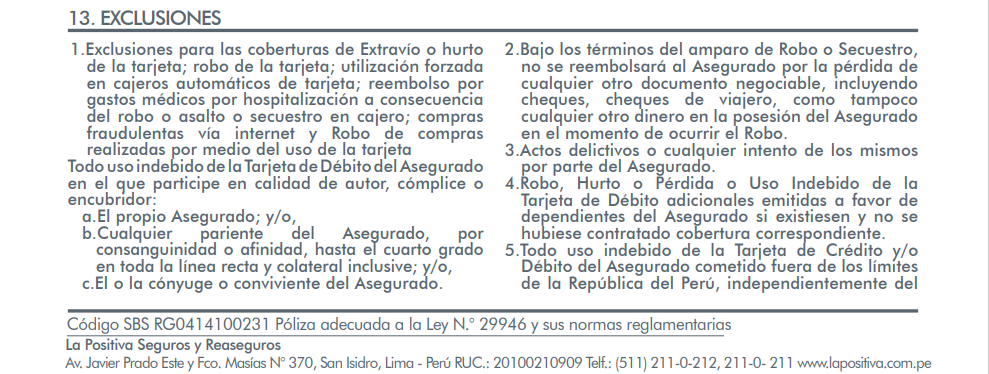 13. EXCLUSIONES
1.Exclusiones para las coberturas de Extravío o hurto
de la tarjeta; robo de la tarjeta; utilización forzada
en cajeros automáticos de tarjeta; reembolso por
gastos médicos por hospitalización a consecuencia
del robo o asalto o secuestro en cajero; compras
fraudulentas vía internet y Robo de compras
realizadas por medio del uso de la tarjeta
Todo uso indebido de la Tarjeta de Débito del Asegurado
en el que participe en calidad de autor, cómplice o
encubridor:
a.El propio Asegurado; y/o,
b.Cualquier pariente del Asegurado, por
consanguinidad o afinidad, hasta el cuarto grado
en toda la línea recta y colateral inclusive; y/o,
c.El o la cónyuge o conviviente del Asegurado.
2.Bajo los términos del amparo de Robo o Secuestro,
no se reembolsará al Asegurado por la pérdida de
cualquier otro documento negociable, incluyendo
cheques, cheques de viajero, como tampoco
cualquier otro dinero en la posesión del Asegurado
en el momento de ocurrir el Robo.
3.Actos delictivos o cualquier intento de los mismos
por parte del Asegurado.
4.Robo, Hurto o Pérdida o Uso Indebido de la
Tarjeta de Débito adicionales emitidas a favor de
dependientes del Asegurado si existiesen y no se
hubiese contratado cobertura correspondiente.
5.Todo uso indebido de la Tarjeta de Crédito y/o
Débito del Asegurado cometido fuera de los límites
de la República del Perú, independientemente del
Código SBS RG0414100231 Póliza adecuada a la Ley N.° 29946 y sus normas reglamentarias
La Positiva Seguros y Reaseguros
Av. Javier Prado Este y Fco. Masías N° 370, San Isidro, Lima - Perú RUC.: 20100210909 Telf.: (511) 211-0-212, 211-0- 211 www.lapositiva.com.pe